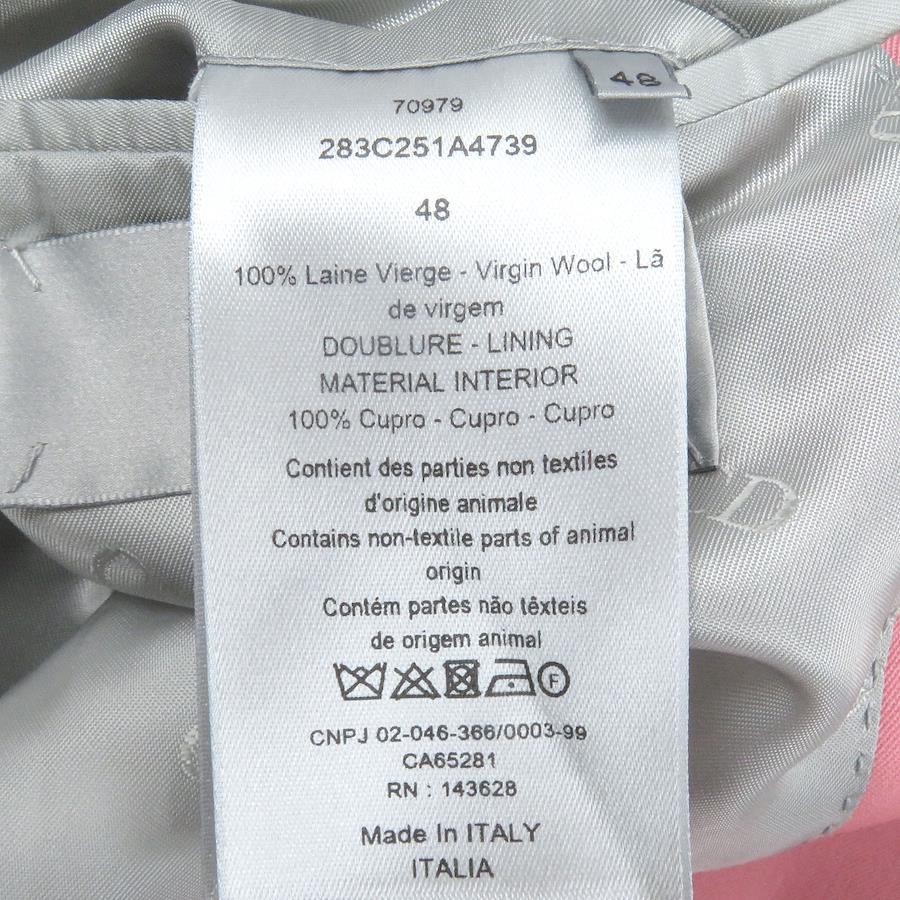 48
70979
283C251A4739
48
100% Laine Vierge - Virgin Wool - Lã
de virgem
DOUBLURE - LINING
MATERIAL INTERIOR
100% Cupro - Cupro - Cupro
Contient des parties non textiles
d'origine animale
Contains non-textile parts of animal
origin
Contém partes não têxteis
de origem animal
F
CNPJ 02-046-366/0003-99
CA65281
RN : 143628
Made In ITALY
ITALIA
D